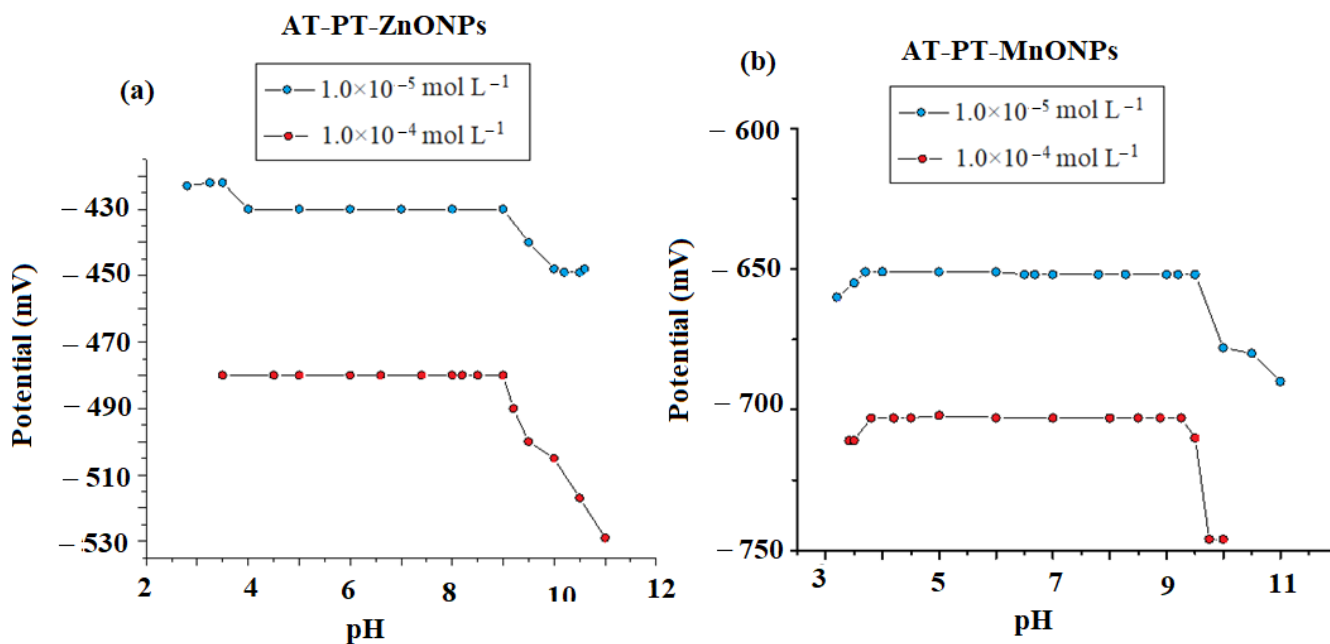 AT-PT-ZnONPs
(a)
1.0×10⁻⁵ mol L⁻¹
1.0×10⁻⁴ mol L⁻¹
Potential (mV)
– 430
– 450
– 470
– 490
– 510
– 530
2 4 6 8 10 12
pH
AT-PT-MnONPs
(b)
1.0×10⁻⁵ mol L⁻¹
1.0×10⁻⁴ mol L⁻¹
Potential (mV)
– 600
– 650
– 700
– 750
3 5 7 9 11
pH